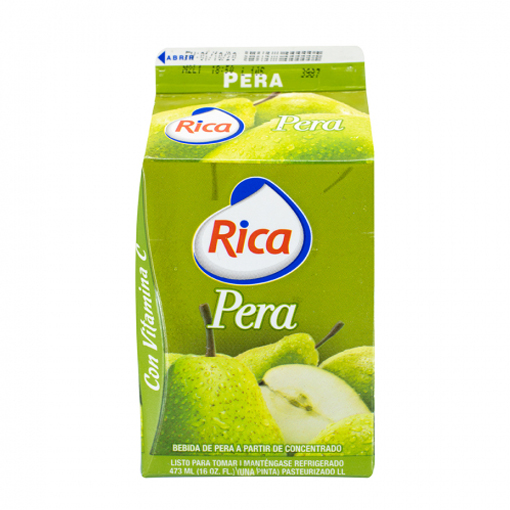 ABRIR
3987
PERA
Rica
Pera
Rica
Pera
Con Vitamina C
BEBIDA DE PERA A PARTIR DE CONCENTRADO
LISTO PARA TOMAR | MANTÉNGASE REFRIGERADO
473 ML (16 OZ. FL.) (UNA PINTA) PASTEURIZADO LL